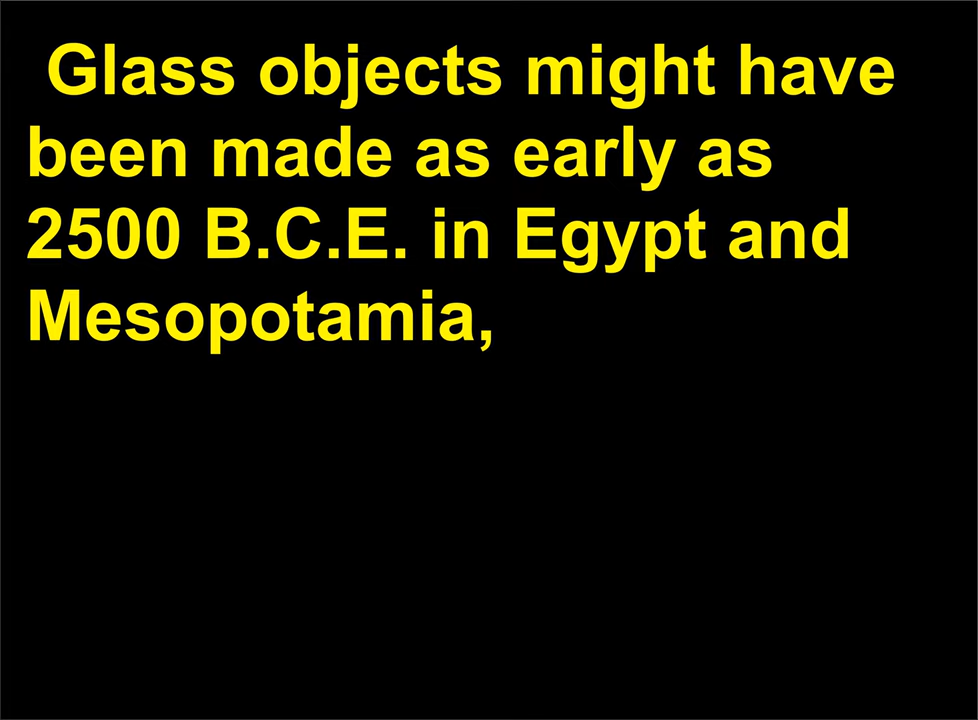 Glass objects might have
been made as early as
2500 B.C.E. in Egypt and
Mesopotamia,